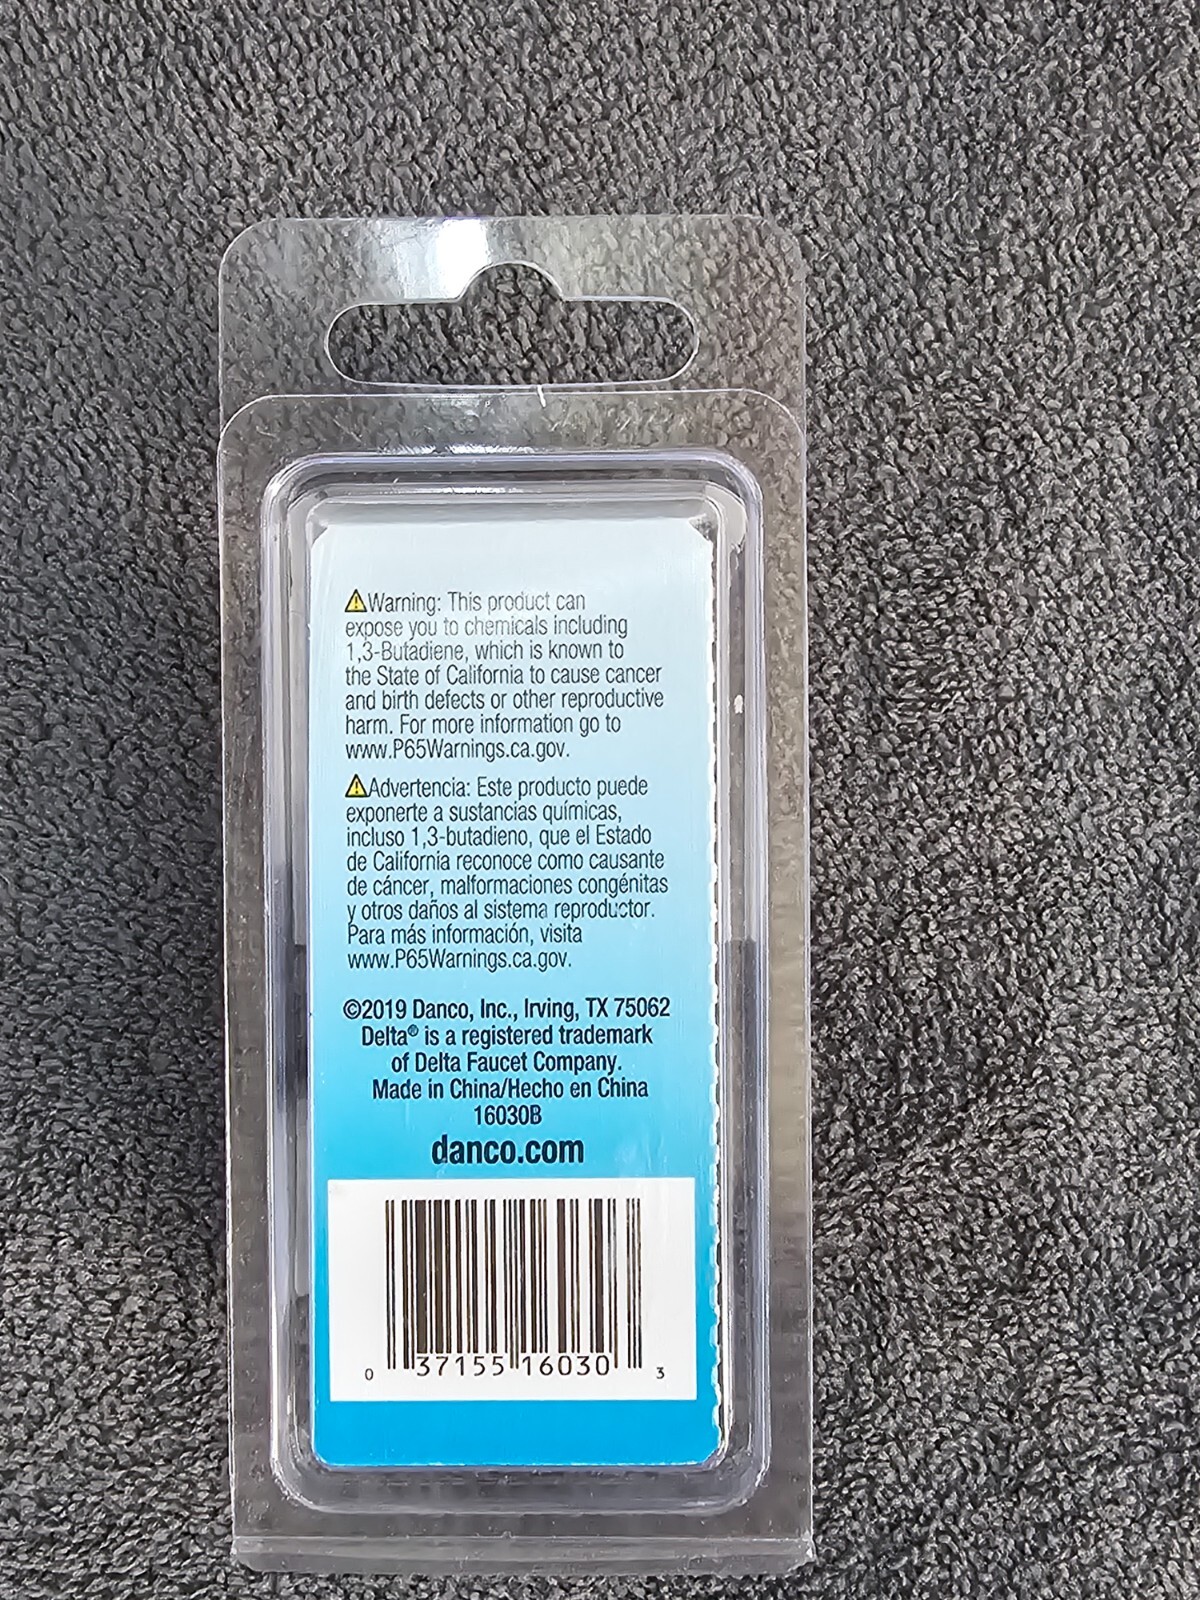 ⚠Warning: This product can
expose you to chemicals including
1,3-Butadiene, which is known to
the State of California to cause cancer
and birth defects or other reproductive
harm. For more information go to
www.P65Warnings.ca.gov.
⚠Advertencia: Este producto puede
exponerte a sustancias químicas,
incluso 1,3-butadieno, que el Estado
de California reconoce como causante
de cáncer, malformaciones congénitas
y otros daños al sistema reproductor.
Para más información, visita
www.P65Warnings.ca.gov.
©2019 Danco, Inc., Irving, TX 75062
Delta® is a registered trademark
of Delta Faucet Company.
Made in China/Hecho en China
16030B
danco.com
0 37155 16030 3